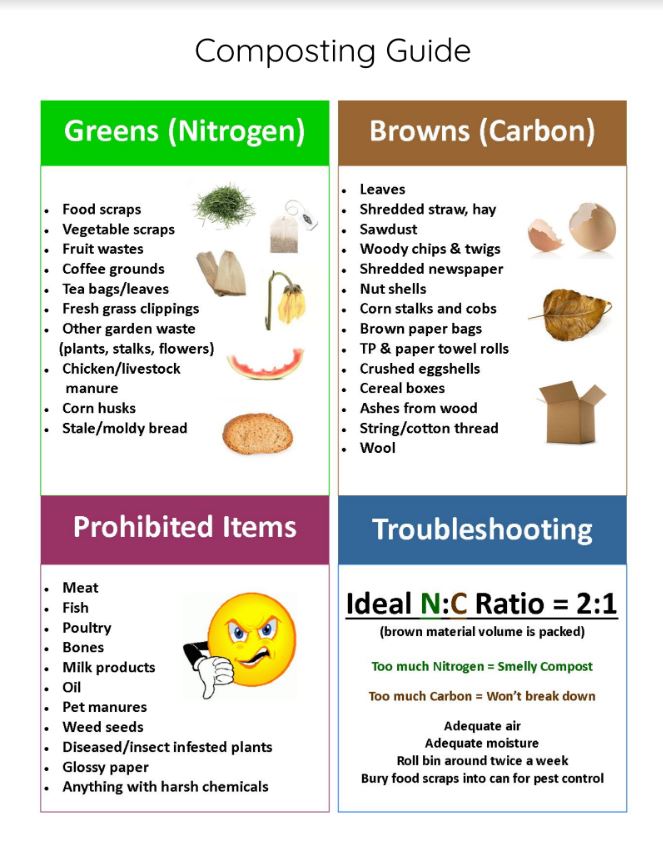 Composting Guide
Greens (Nitrogen)
• Food scraps
• Vegetable scraps
• Fruit wastes
• Coffee grounds
• Tea bags/leaves
• Fresh grass clippings
• Other garden waste
(plants, stalks, flowers)
• Chicken/livestock
manure
• Corn husks
• Stale/moldy bread
Browns (Carbon)
• Leaves
• Shredded straw, hay
• Sawdust
• Woody chips & twigs
• Shredded newspaper
• Nut shells
• Corn stalks and cobs
• Brown paper bags
• TP & paper towel rolls
• Crushed eggshells
• Cereal boxes
• Ashes from wood
• String/cotton thread
• Wool
Prohibited Items
• Meat
• Fish
• Poultry
• Bones
• Milk products
• Oil
• Pet manures
• Weed seeds
• Diseased/insect infested plants
• Glossy paper
• Anything with harsh chemicals
Troubleshooting
Ideal N:C Ratio = 2:1
(brown material volume is packed)
Too much Nitrogen = Smelly Compost
Too much Carbon = Won't break down
Adequate air
Adequate moisture
Roll bin around twice a week
Bury food scraps into can for pest control